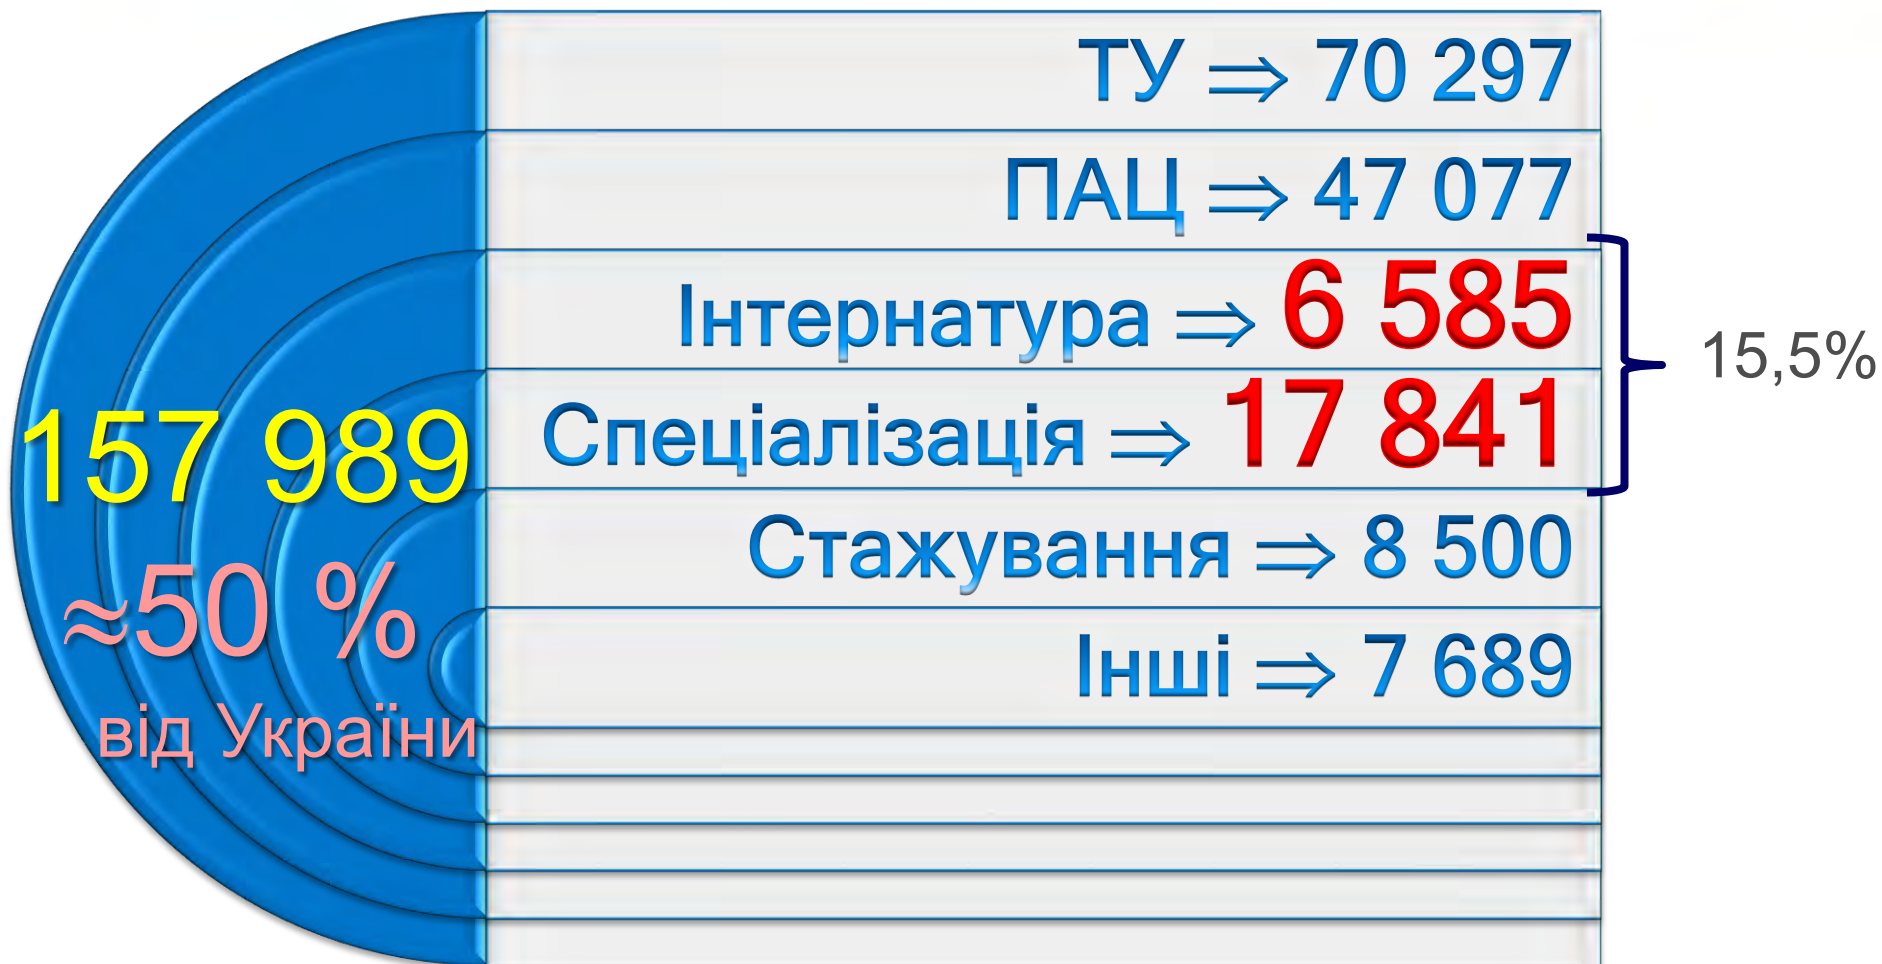 ТУ ⇒ 70 297
ПАЦ ⇒ 47 077
Інтернатура ⇒ 6 585
Спеціалізація ⇒ 17 841
15,5%
Стажування ⇒ 8 500
Інші ⇒ 7 689
157 989
≈50 %
від України